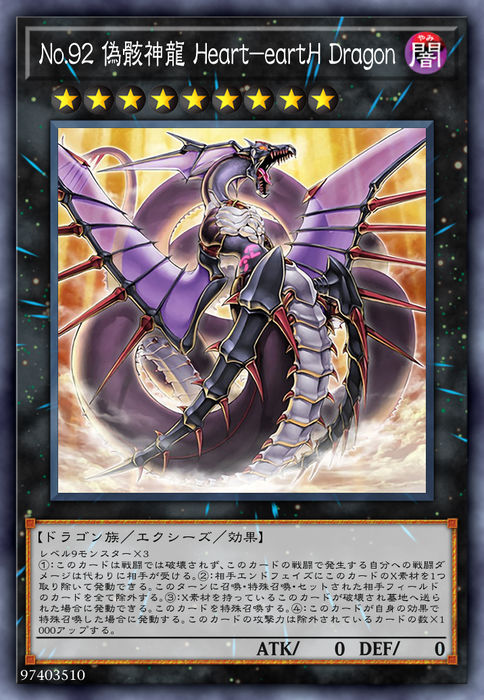 No.92 偽骸神龍 Heart-eartH Dragon
やみ
闇
【ドラゴン族/エクシーズ/効果】
レベル9モンスター×3
①:このカードは戦闘では破壊されず、このカードの戦闘で発生する自分への戦闘ダ
メージは代わりに相手が受ける。②:相手エンドフェイズにこのカードのX素材を1つ
取り除いて発動できる。このターンに召喚・特殊召喚・セットされた相手フィールド
のカードを全て除外する。③:X素材を持っているこのカードが破壊され墓地へ送ら
れた場合に発動できる。このカードを特殊召喚する。④:このカードが自身の効果で
特殊召喚した場合に発動する。このカードの攻撃力は除外されているカードの数×1
000アップする。
ATK/ 0 DEF/ 0
97403510